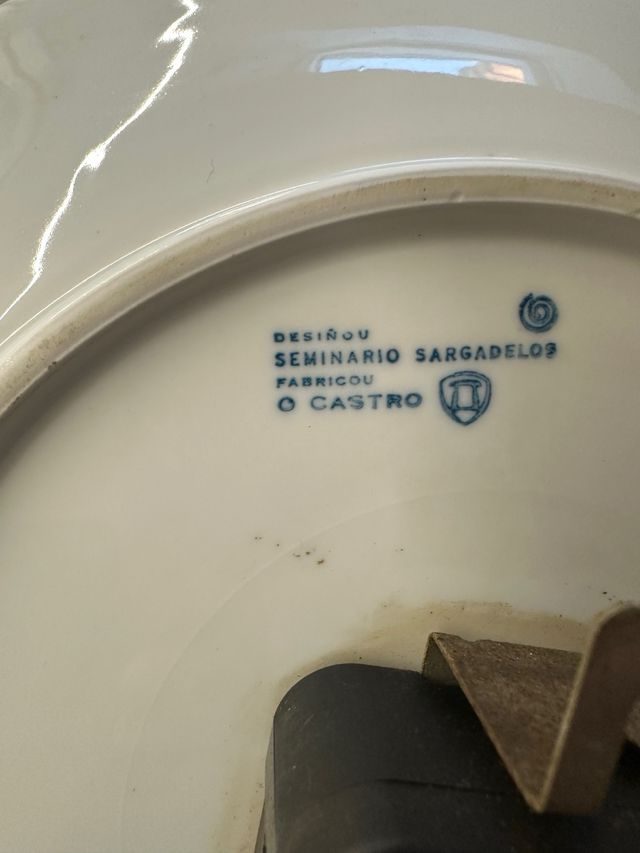 DESIÑOU
SEMINARIO SARGADELOS
FABRICOU
O CASTRO